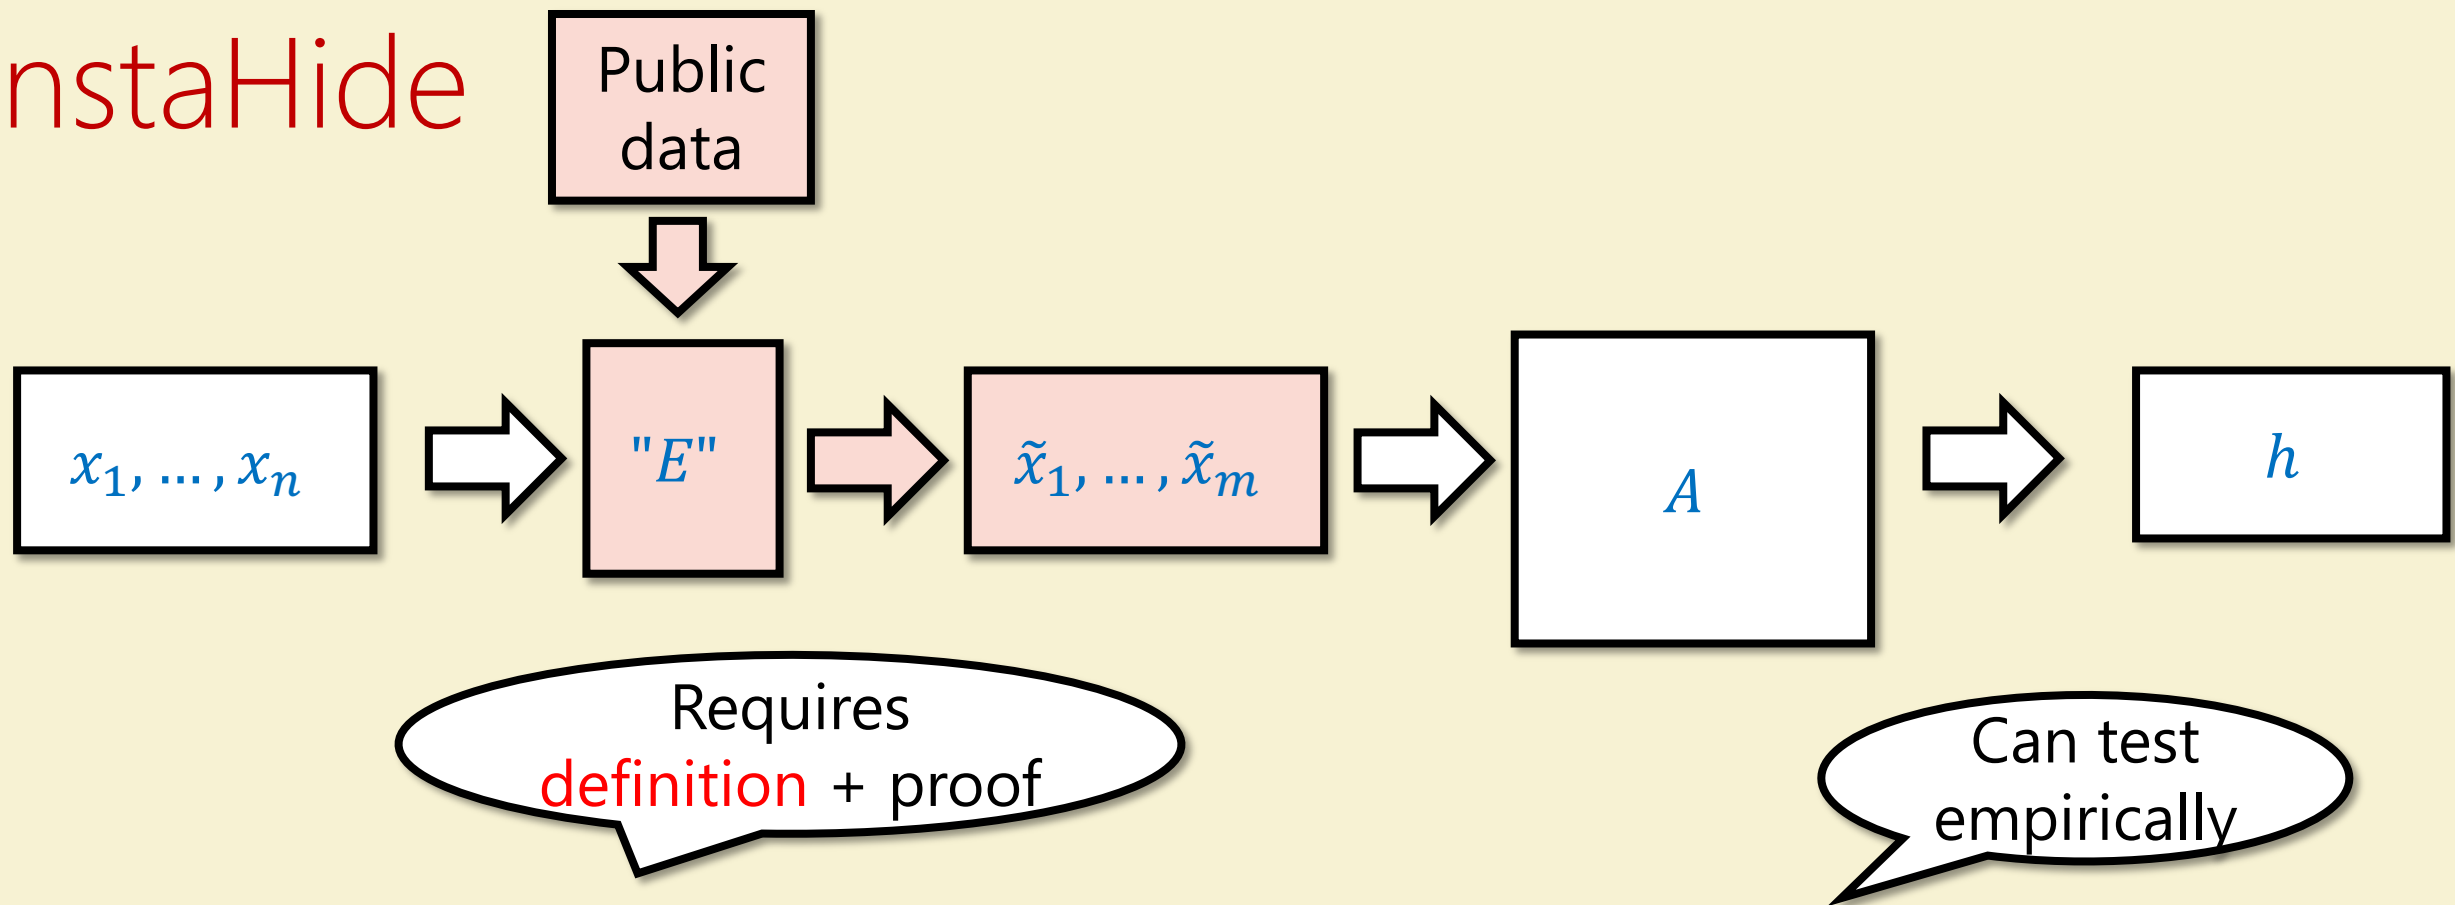 nstaHide
Public
data
x₁, … , xₙ
"E"
x̃₁, … , x̃ₘ
A
h
Requires
definition + proof
Can test
empirically